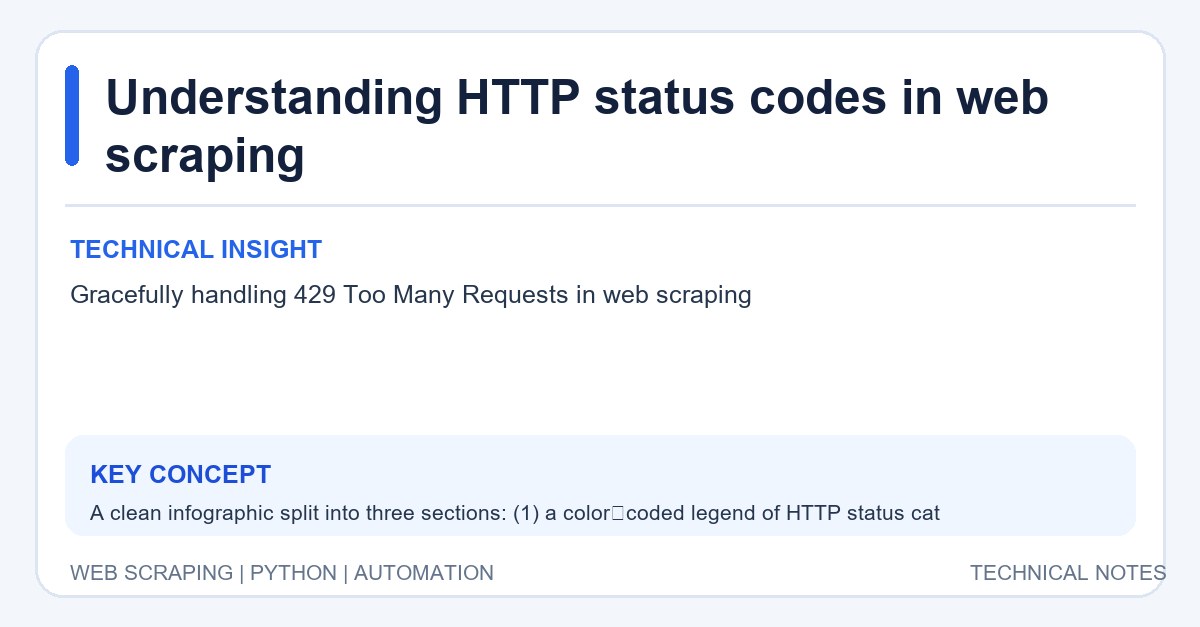 Understanding HTTP status codes in web
scraping
TECHNICAL INSIGHT
Gracefully handling 429 Too Many Requests in web scraping
KEY CONCEPT
A clean infographic split into three sections: (1) a color□coded legend of HTTP status cat
WEB SCRAPING | PYTHON | AUTOMATION
TECHNICAL NOTES